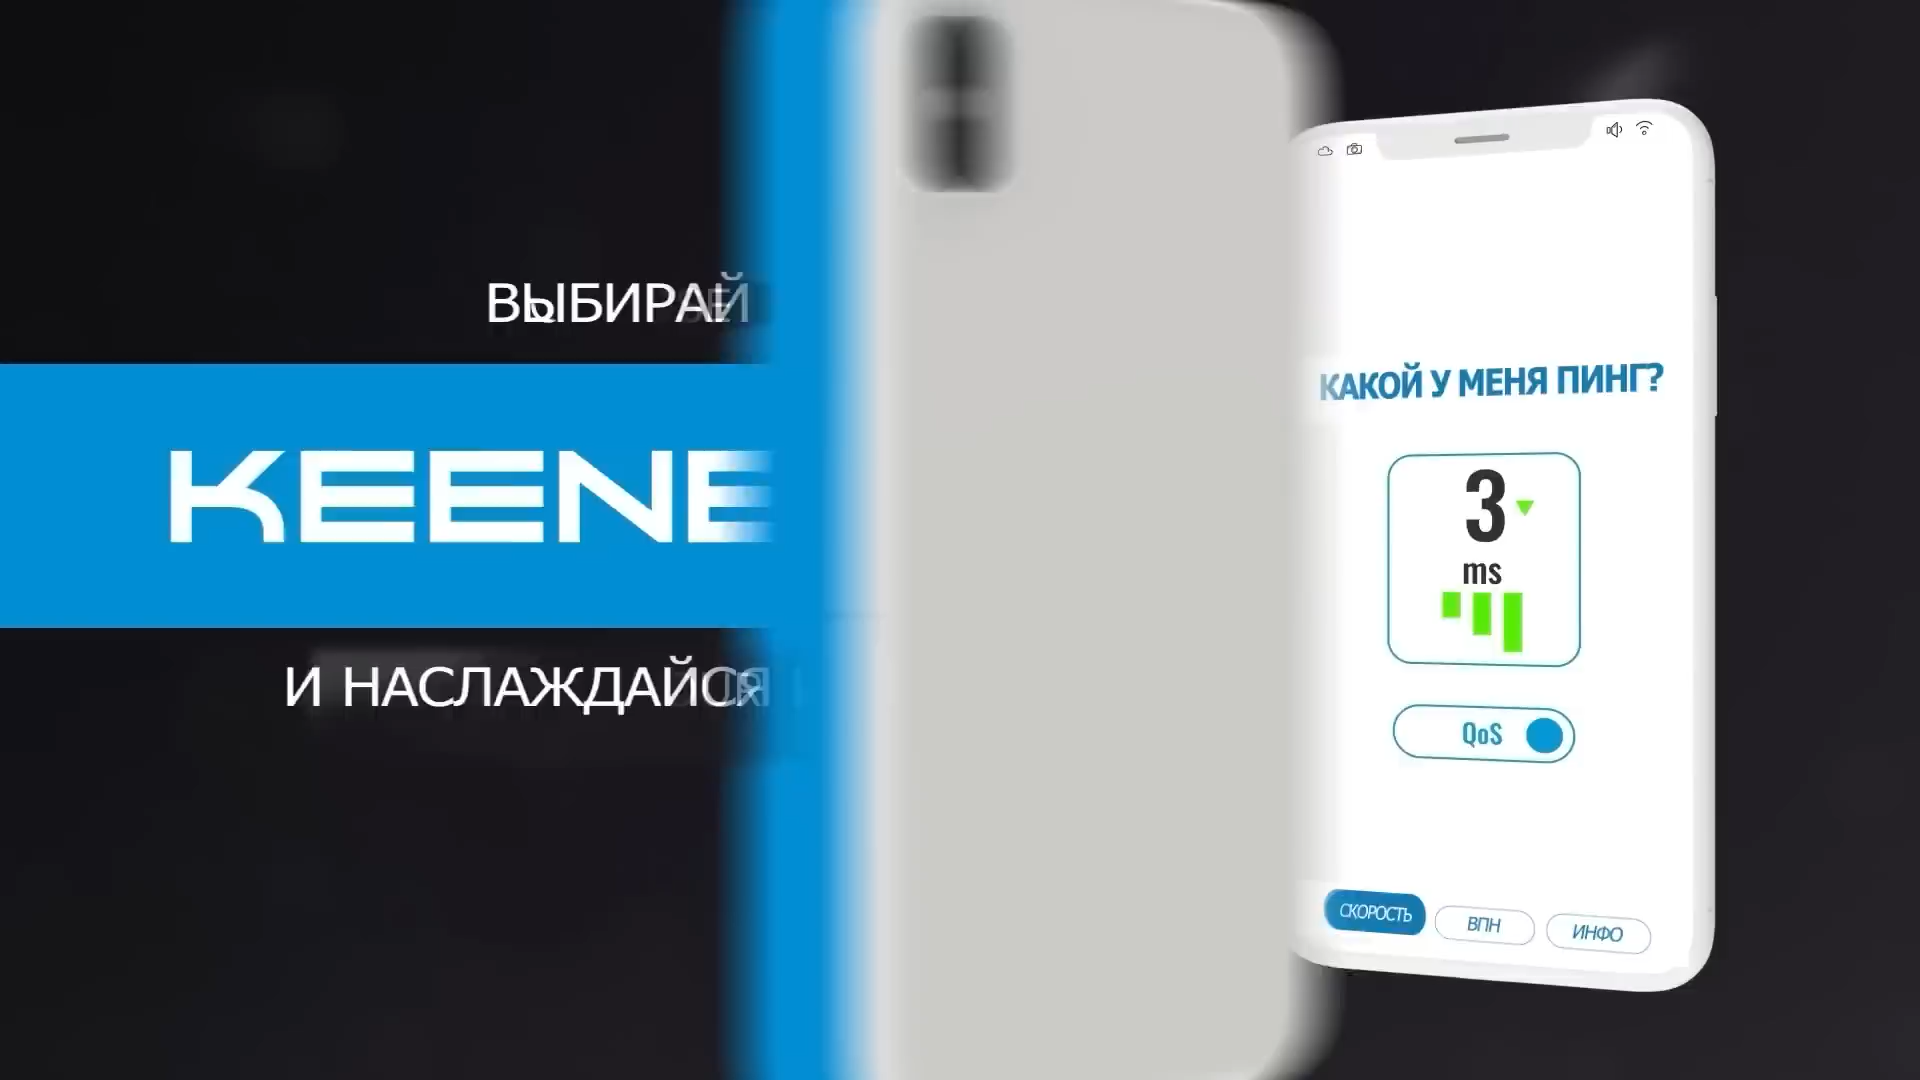 ВЫБИРАЙ
KEENE
И НАСЛАЖДАЙСЯ
КАКОЙ У МЕНЯ ПИНГ?
3
ms
QoS
СКОРОСТЬ
ВПН
ИНФО